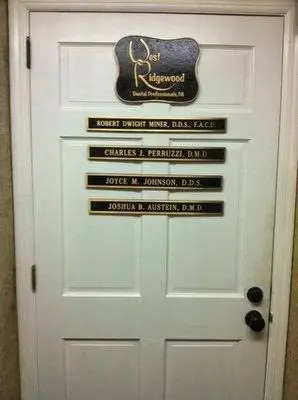 West
Ridgewood
Dental Professionals, PA
ROBERT DWIGHT MINER, D.D.S., F.A.C.D.
CHARLES J. PERRUZZI, D.M.D.
JOYCE M. JOHNSON, D.D.S.
JOSHUA B. AUSTEIN, D.M.D.